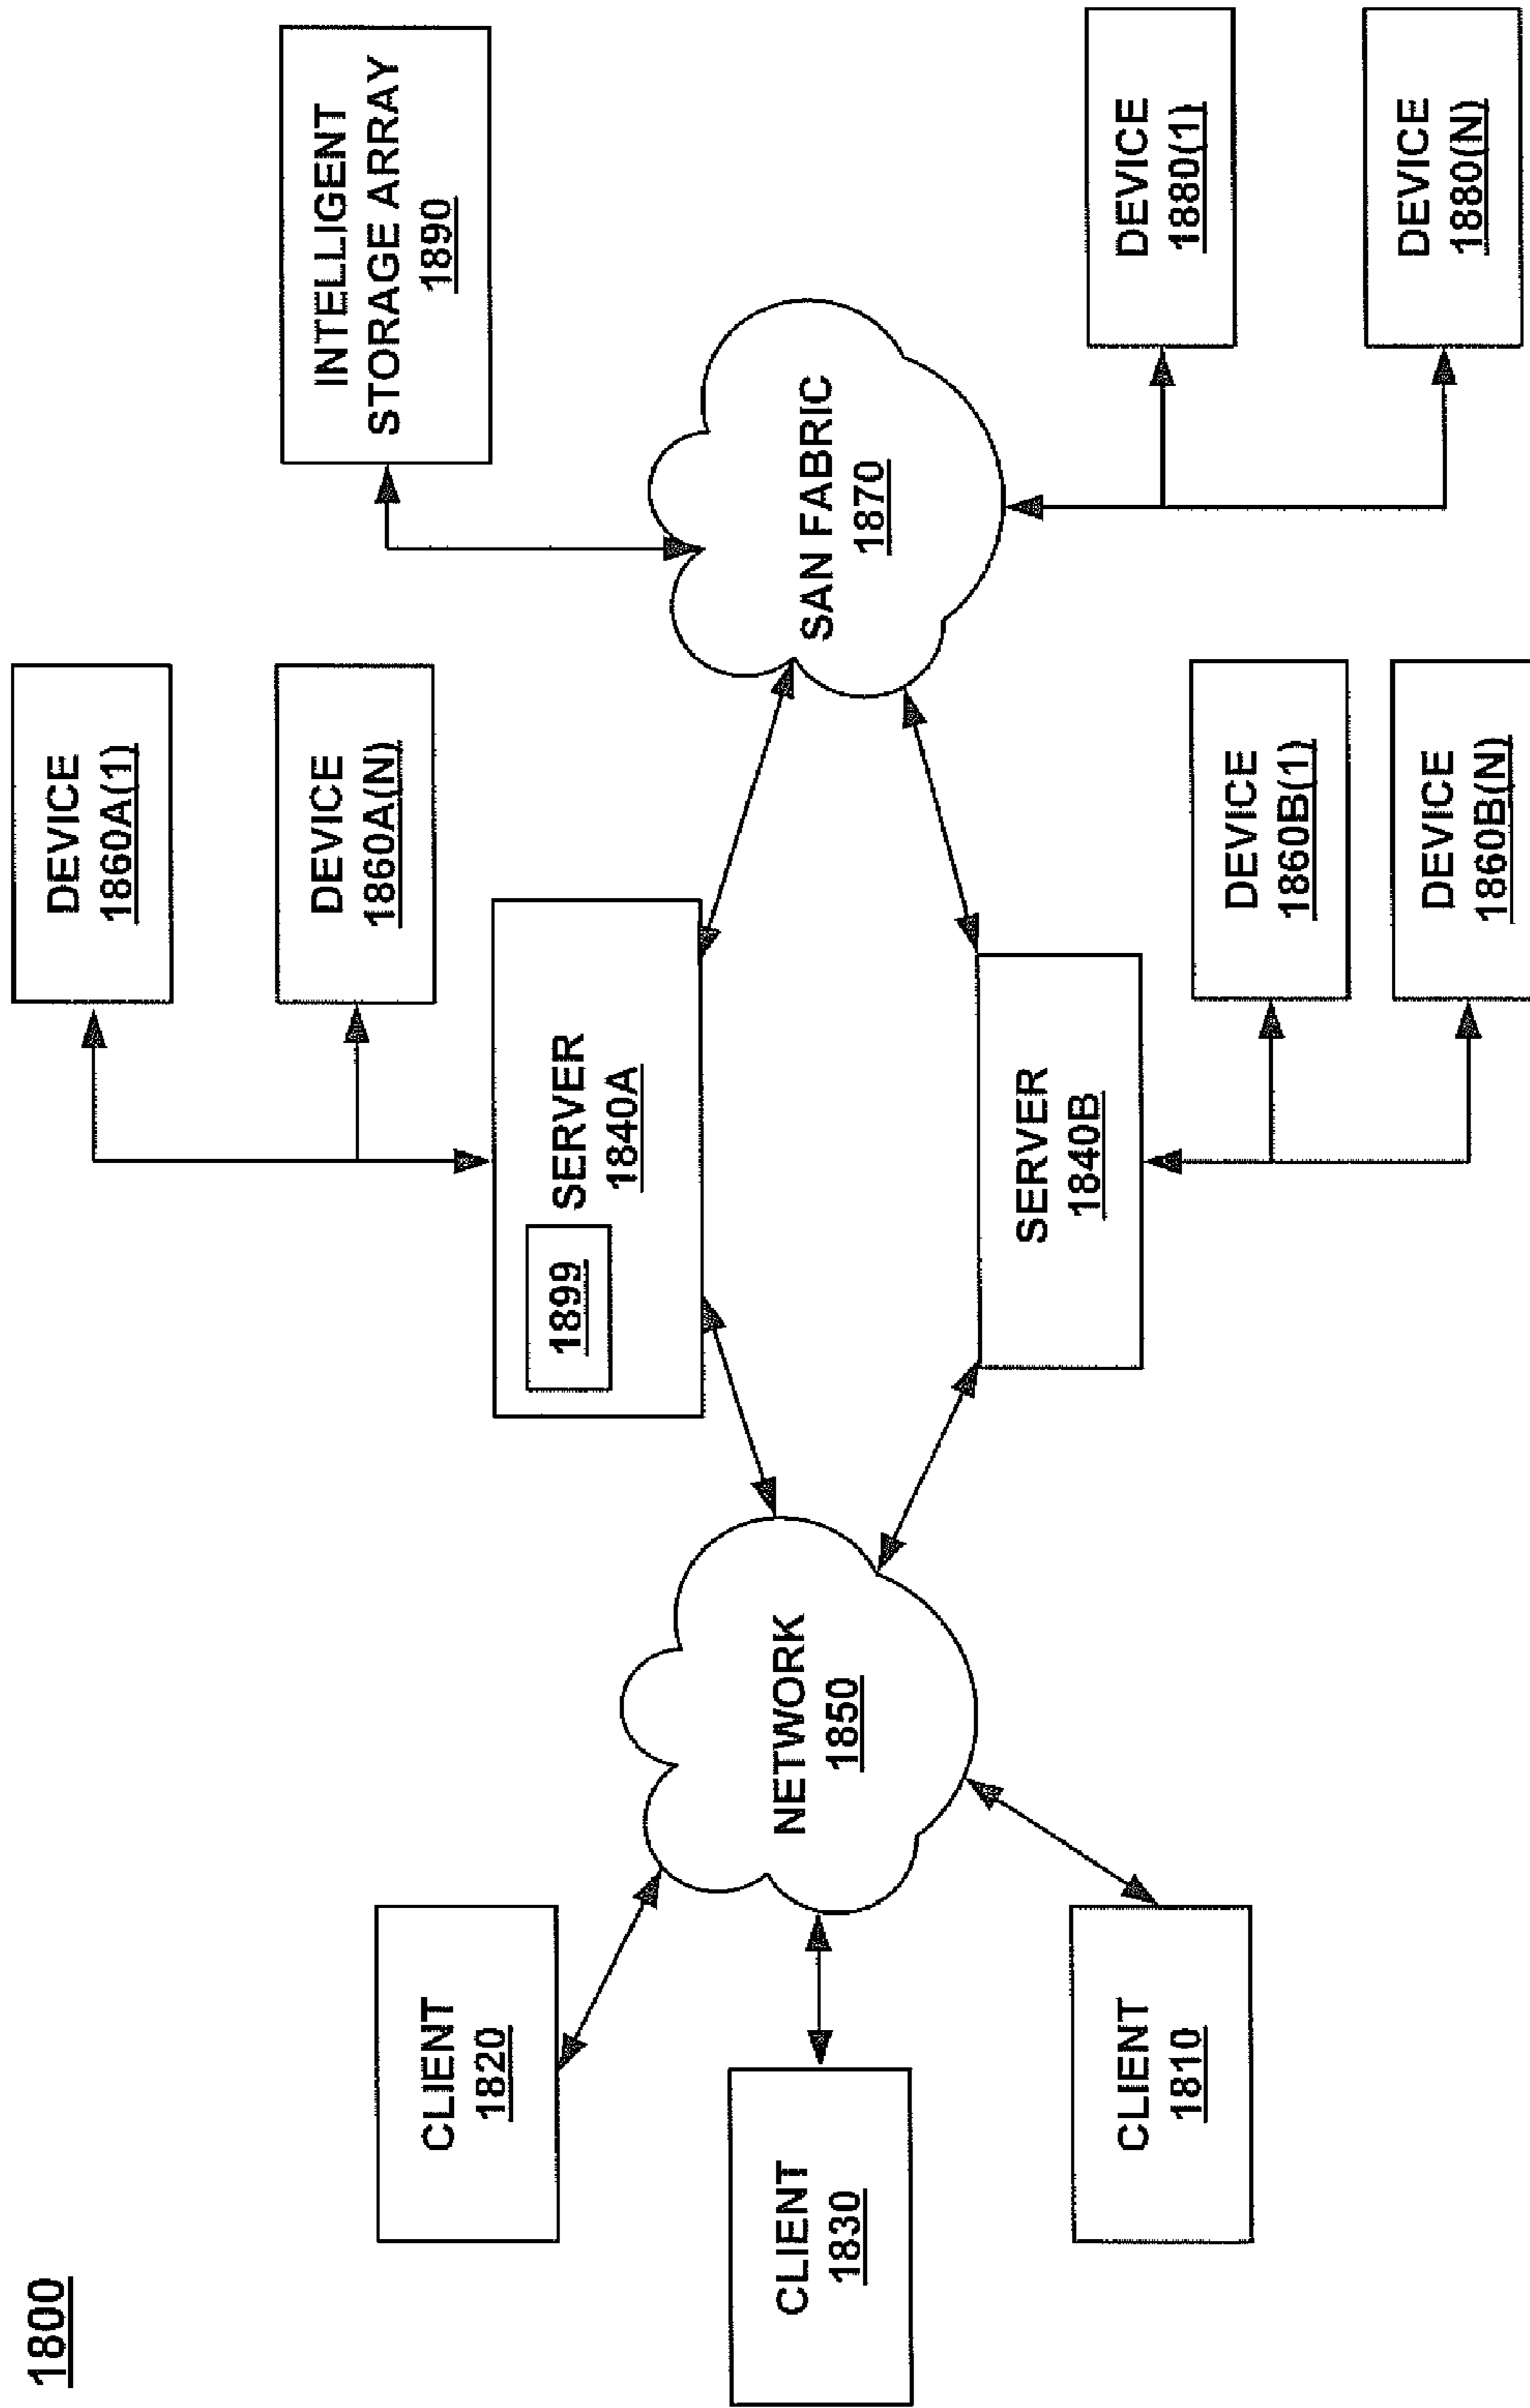 1800
CLIENT
1820
CLIENT
1830
CLIENT
1810
NETWORK
1850
1899
SERVER
1840A
SERVER
1840B
DEVICE
1860A(1)
DEVICE
1860A(N)
DEVICE
1860B(1)
DEVICE
1860B(N)
SAN FABRIC
1870
INTELLIGENT
STORAGE ARRAY
1890
DEVICE
1880(1)
DEVICE
1880(N)